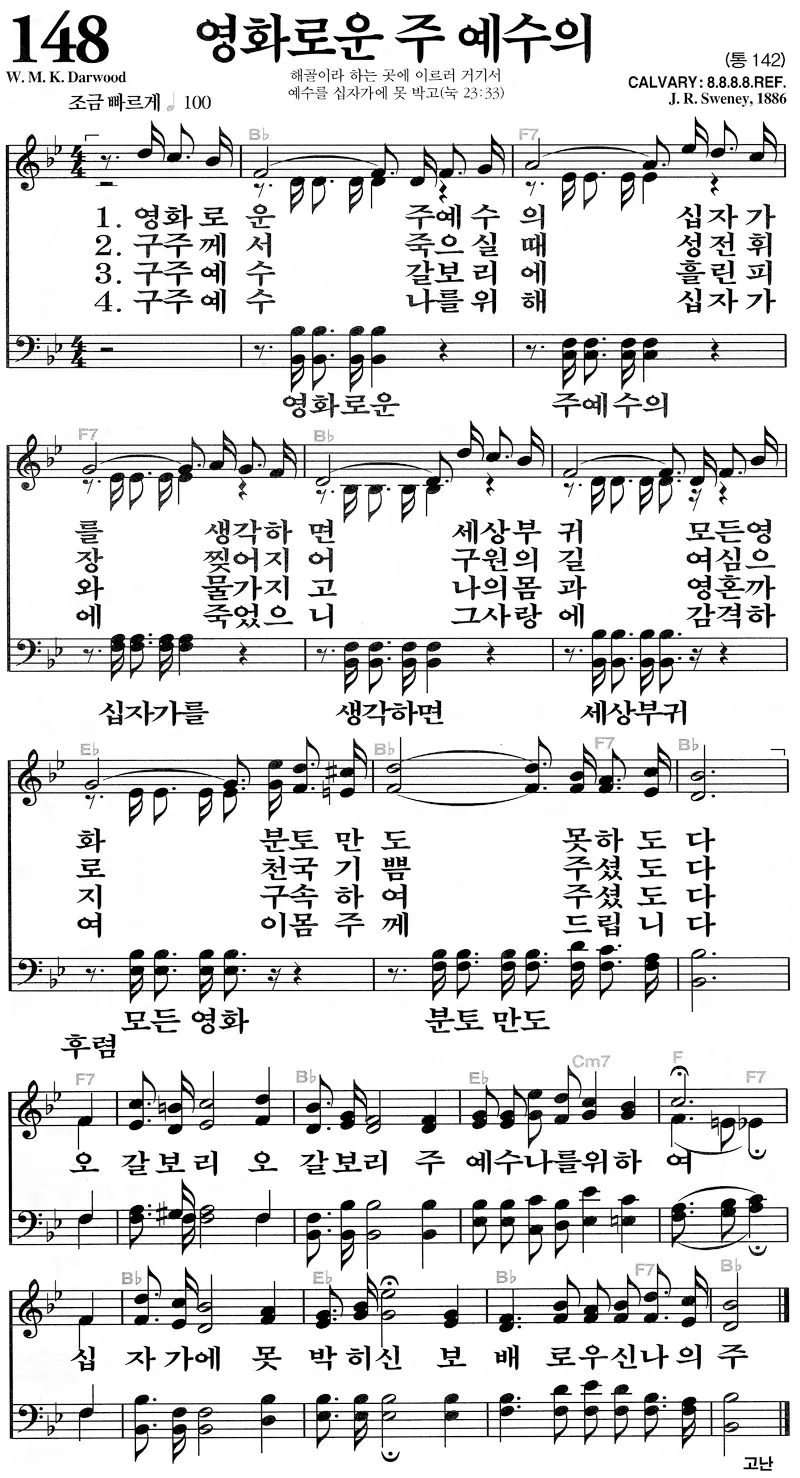 148 영화로운 주 예수의 (통 142)
W. M. K. Darwood 해골이라 하는 곳에 이르러 거기서 CALVARY : 8.8.8.8.REF.
예수를 십자가에 못 박고(눅 23:33) J. R. Sweney, 1886
조금 빠르게 ♩ 100
B♭ F7
1. 영화로 운 주예수 의 십자가
2. 구주께 서 죽으실 때 성전휘
3. 구주예 수 갈보리 에 흘린피
4. 구주예 수 나를위 해 십자가
영화로운 주예수의
F7 B♭
를 생각하 면 세상부 귀 모든영
장 찢어지 어 구원의 길 여심으
와 물가지 고 나의몸 과 영혼까
에 죽었으 니 그사랑 에 감격하
십자가를 생각하면 세상부귀
E♭ B♭ F7 B♭
화 분토만 도 못하도 다
로 천국기 쁨 주셨도 다
지 구속하 여 주셨도 다
여 이몸주 께 드립니 다
모든 영화 분토 만도
후렴
F7 B♭ E♭ Cm7 F F7
오 갈보리 오 갈보리 주 예수나를위하 여
B♭ E♭ B♭ F7 B♭
십 자가에 못 박히신 보 배 로우신나의 주
고난